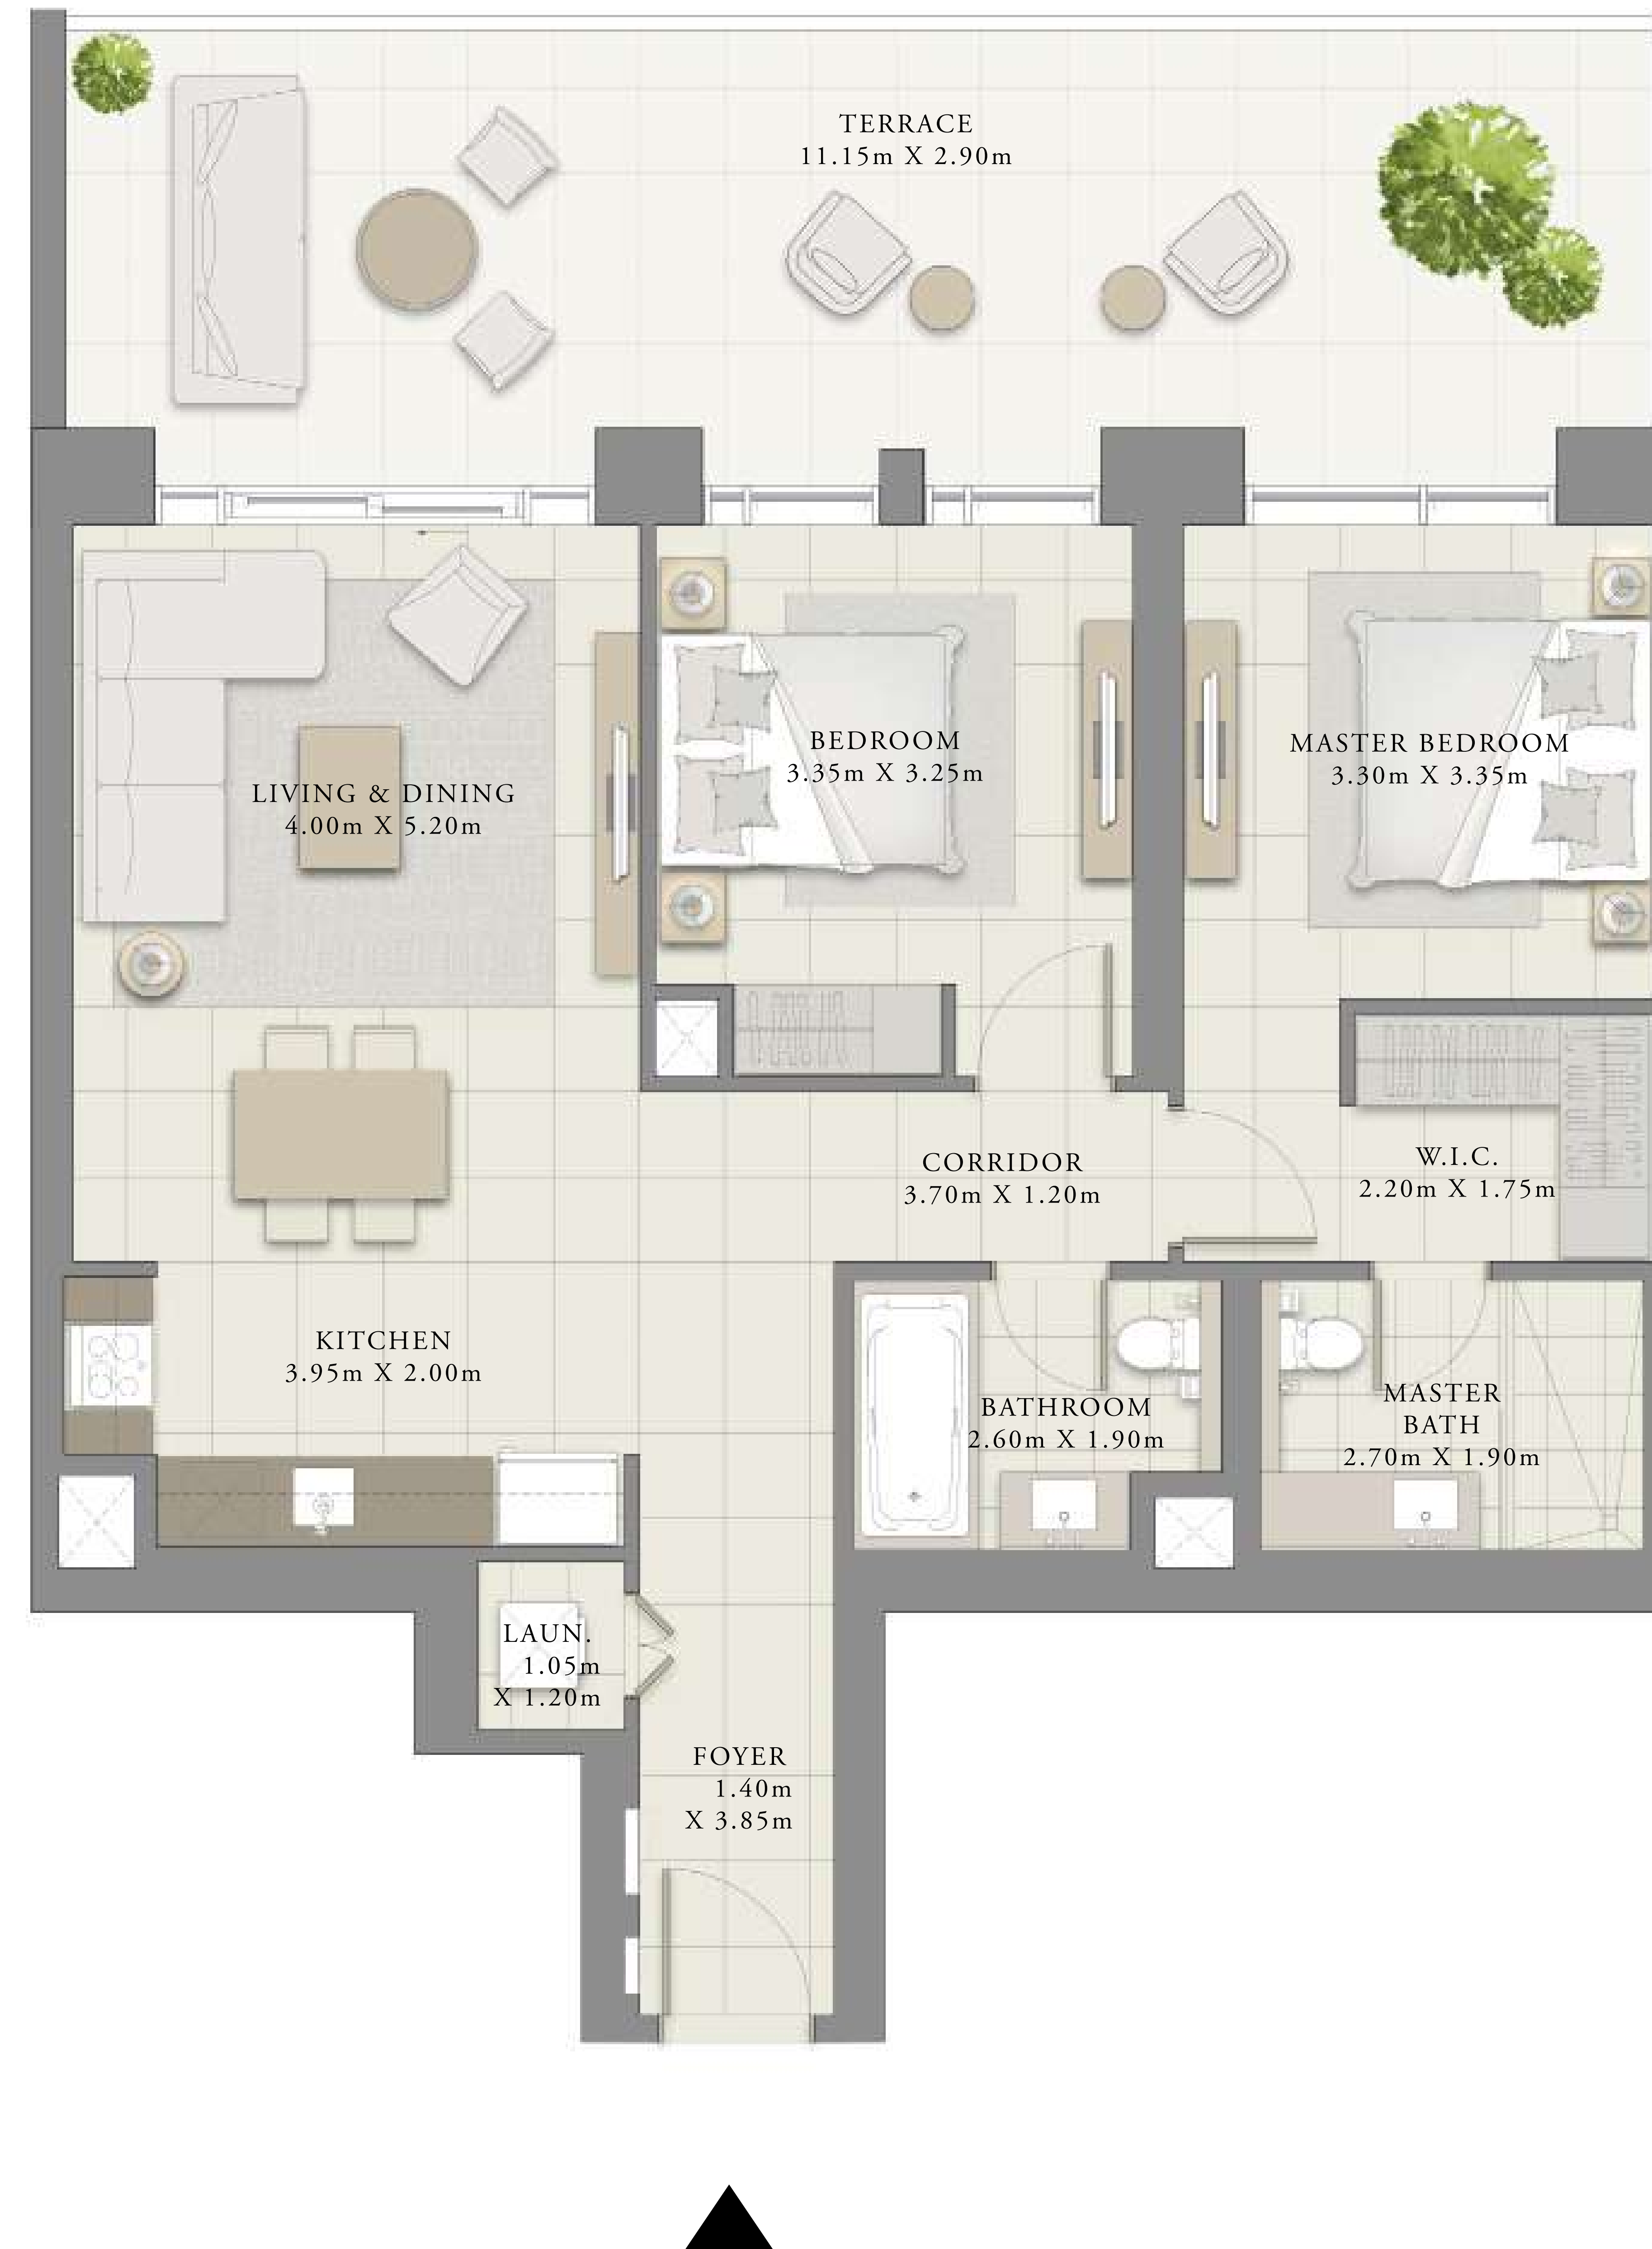 TERRACE
11.15m X 2.90m
BEDROOM
3.35m X 3.25m
MASTER BEDROOM
3.30m X 3.35m
LIVING & DINING
4.00m X 5.20m
CORRIDOR
3.70m X 1.20m
W.I.C.
2.20m X 1.75m
KITCHEN
3.95m X 2.00m
BATHROOM
2.60m X 1.90m
MASTER
BATH
2.70m X 1.90m
LAUN.
1.05m
X 1.20m
FOYER
1.40m
X 3.85m